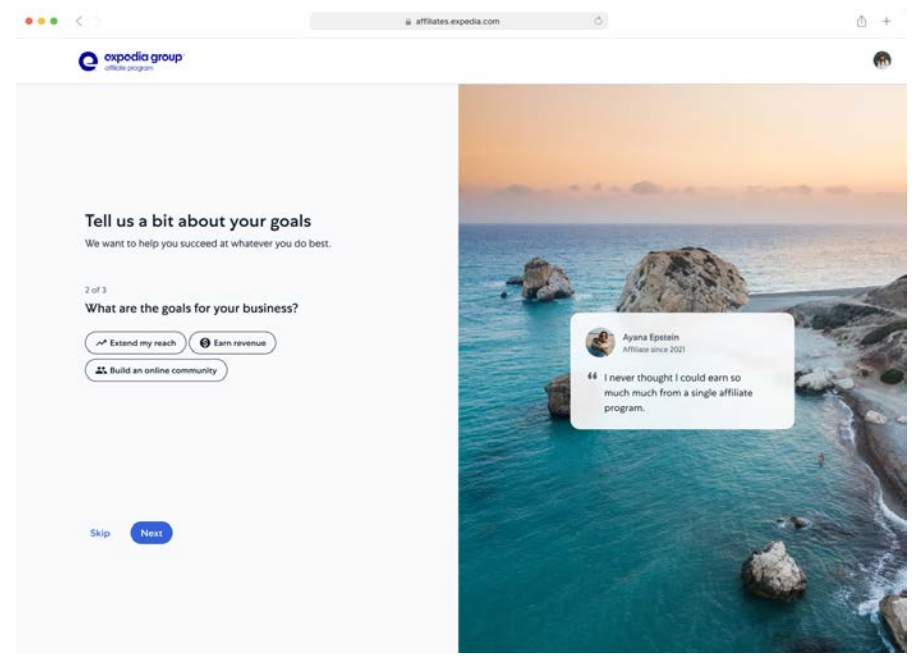 affiliates.expedia.com
expedia group
affiliate program
Tell us a bit about your goals
We want to help you succeed at whatever you do best.
2 of 3
What are the goals for your business?
Extend my reach
Earn revenue
Build an online community
Skip
Next
Ayana Epstein
Affiliate since 2021
“ I never thought I could earn so
much much from a single affiliate
program.